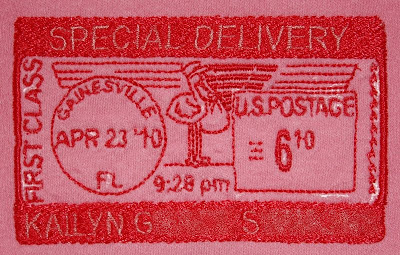 SPECIAL DELIVERY
FIRST CLASS
GAINESVILLE
APR 23 '10
FL
9:28 pm
U.S.POSTAGE
6 10
KAILYN G S